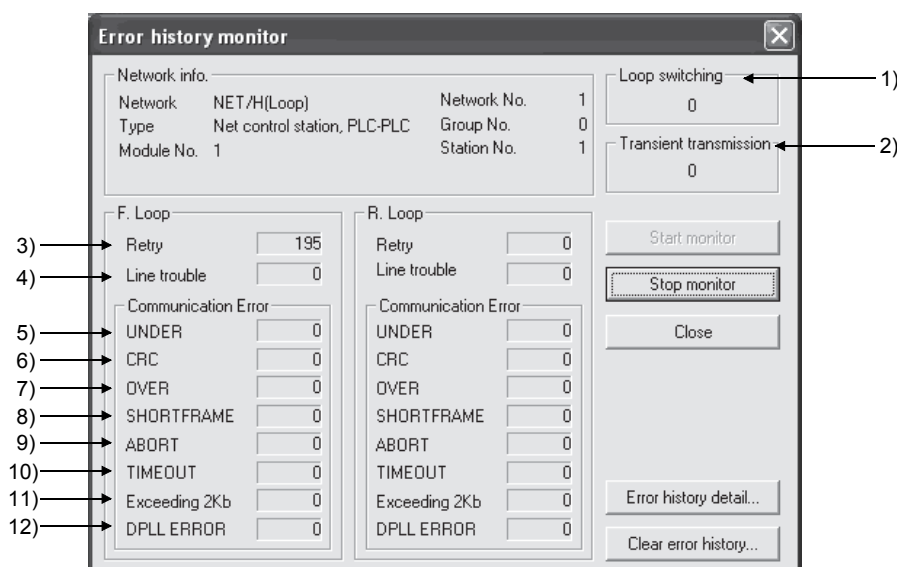 Error history monitor
Network info.
Network NET/H(Loop) Network No. 1
Type Net control station, PLC-PLC Group No. 0
Module No. 1 Station No. 1
Loop switching 1)
0
Transient transmission 2)
0
F. Loop
3) Retry 195
4) Line trouble 0
Communication Error
5) UNDER 0
6) CRC 0
7) OVER 0
8) SHORTFRAME 0
9) ABORT 0
10) TIMEOUT 0
11) Exceeding 2Kb 0
12) DPLL ERROR 0
R. Loop
Retry 0
Line trouble 0
Communication Error
UNDER 0
CRC 0
OVER 0
SHORTFRAME 0
ABORT 0
TIMEOUT 0
Exceeding 2Kb 0
DPLL ERROR 0
Start monitor
Stop monitor
Close
Error history detail...
Clear error history...